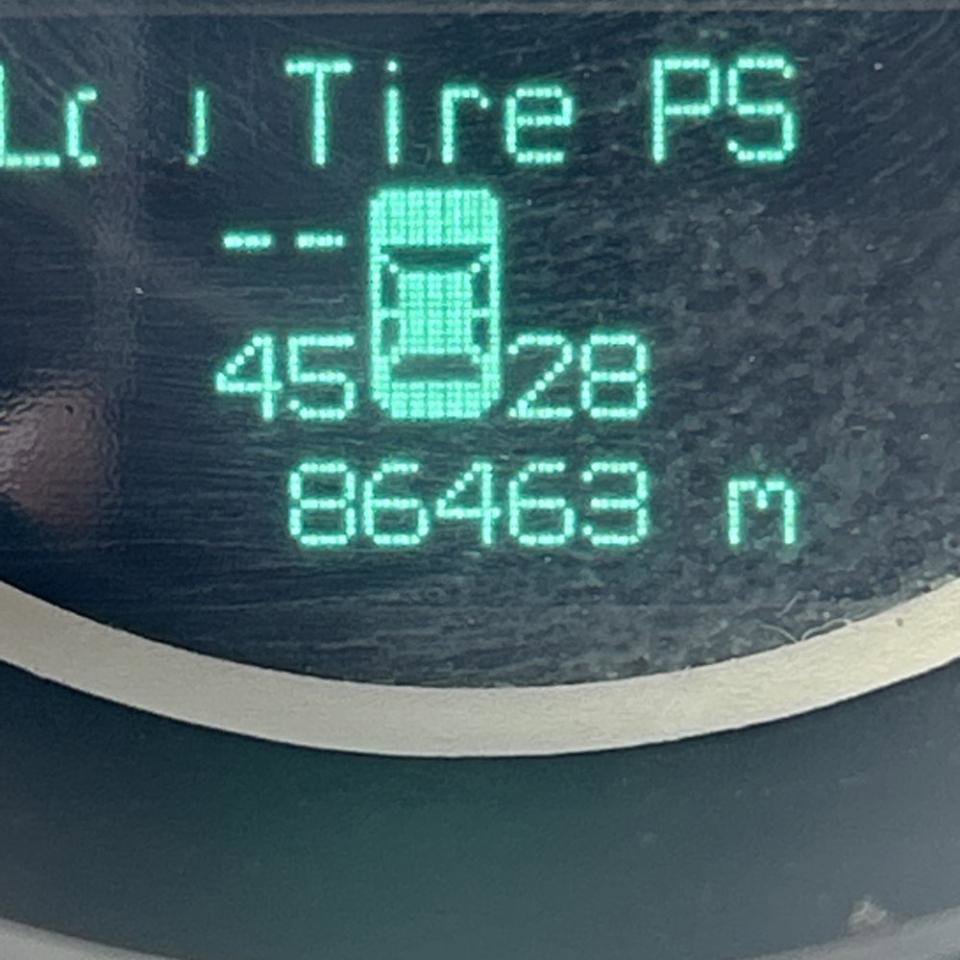 Tire PS
-- --
45 28
86463 m